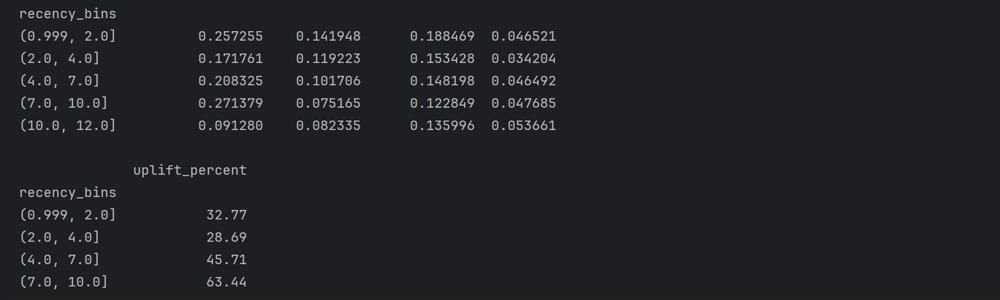 recency_bins
(0.999, 2.0] 0.257255 0.141948 0.188469 0.046521
(2.0, 4.0] 0.171761 0.119223 0.153428 0.034204
(4.0, 7.0] 0.208325 0.101706 0.148198 0.046492
(7.0, 10.0] 0.271379 0.075165 0.122849 0.047685
(10.0, 12.0] 0.091280 0.082335 0.135996 0.053661
uplift_percent
recency_bins
(0.999, 2.0] 32.77
(2.0, 4.0] 28.69
(4.0, 7.0] 45.71
(7.0, 10.0] 63.44